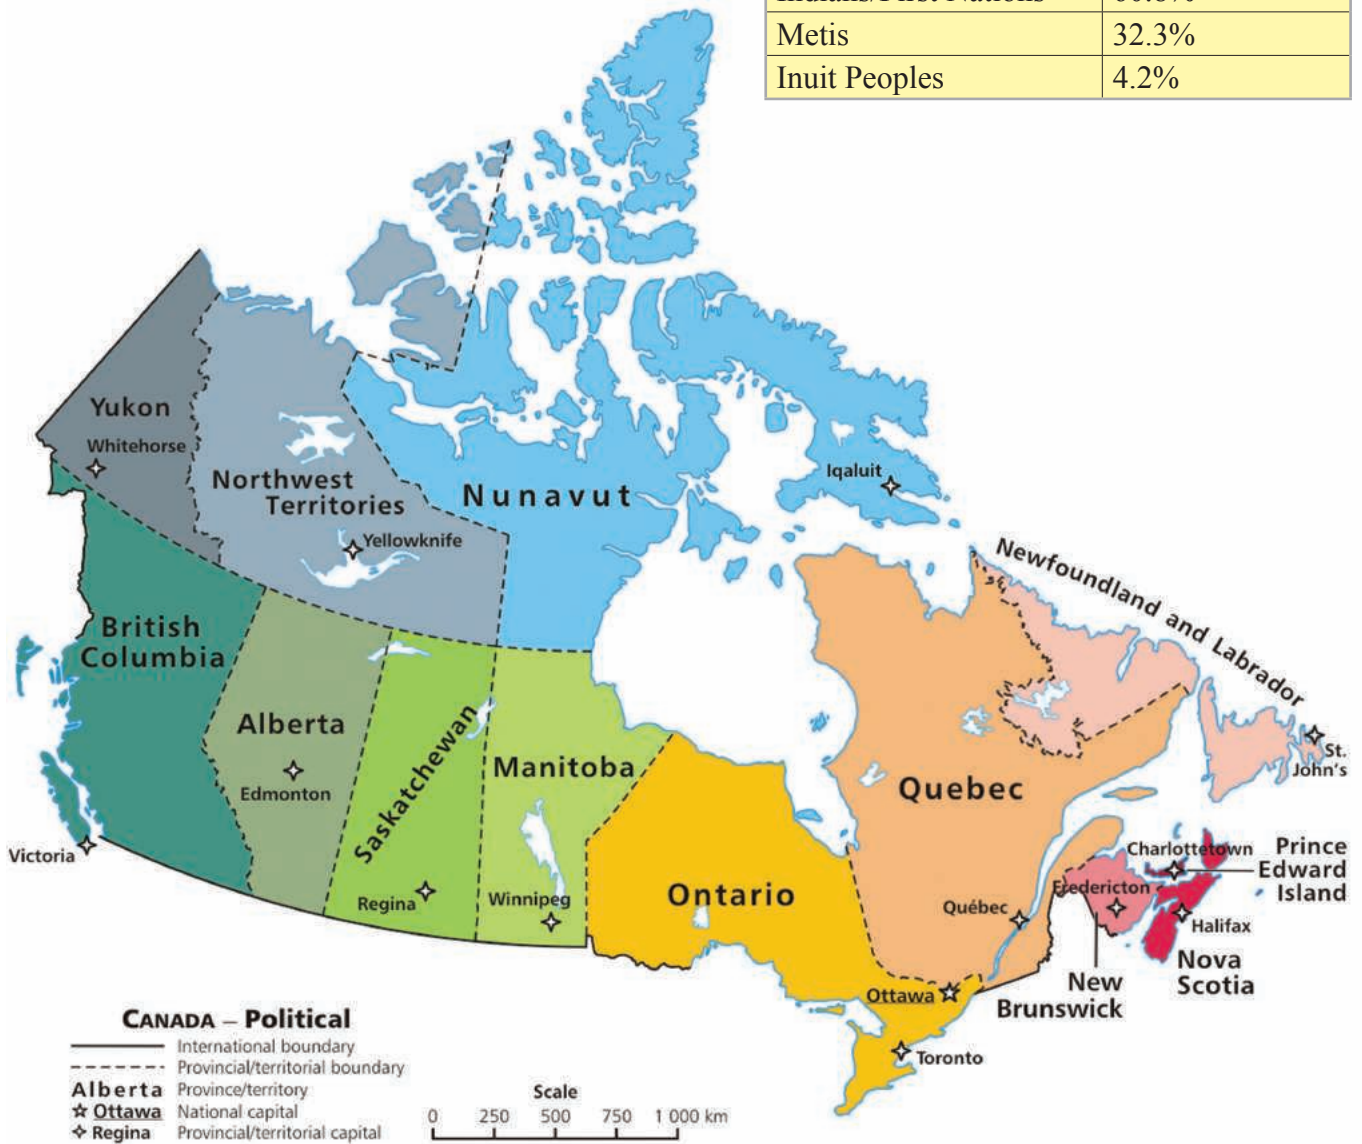 Metis 32.3%
Inuit Peoples 4.2%
Yukon
Whitehorse
Northwest
Territories
Yellowknife
Nunavut
Iqaluit
British
Columbia
Victoria
Alberta
Edmonton
Saskatchewan
Regina
Manitoba
Winnipeg
Ontario
Ottawa
Toronto
Quebec
Québec
Newfoundland and Labrador
St.
John's
Charlottetown
Prince
Edward
Island
Fredericton
New
Brunswick
Halifax
Nova
Scotia
CANADA – Political
International boundary
Provincial/territorial boundary
Alberta Province/territory
Ottawa National capital
Regina Provincial/territorial capital
Scale
0 250 500 750 1 000 km